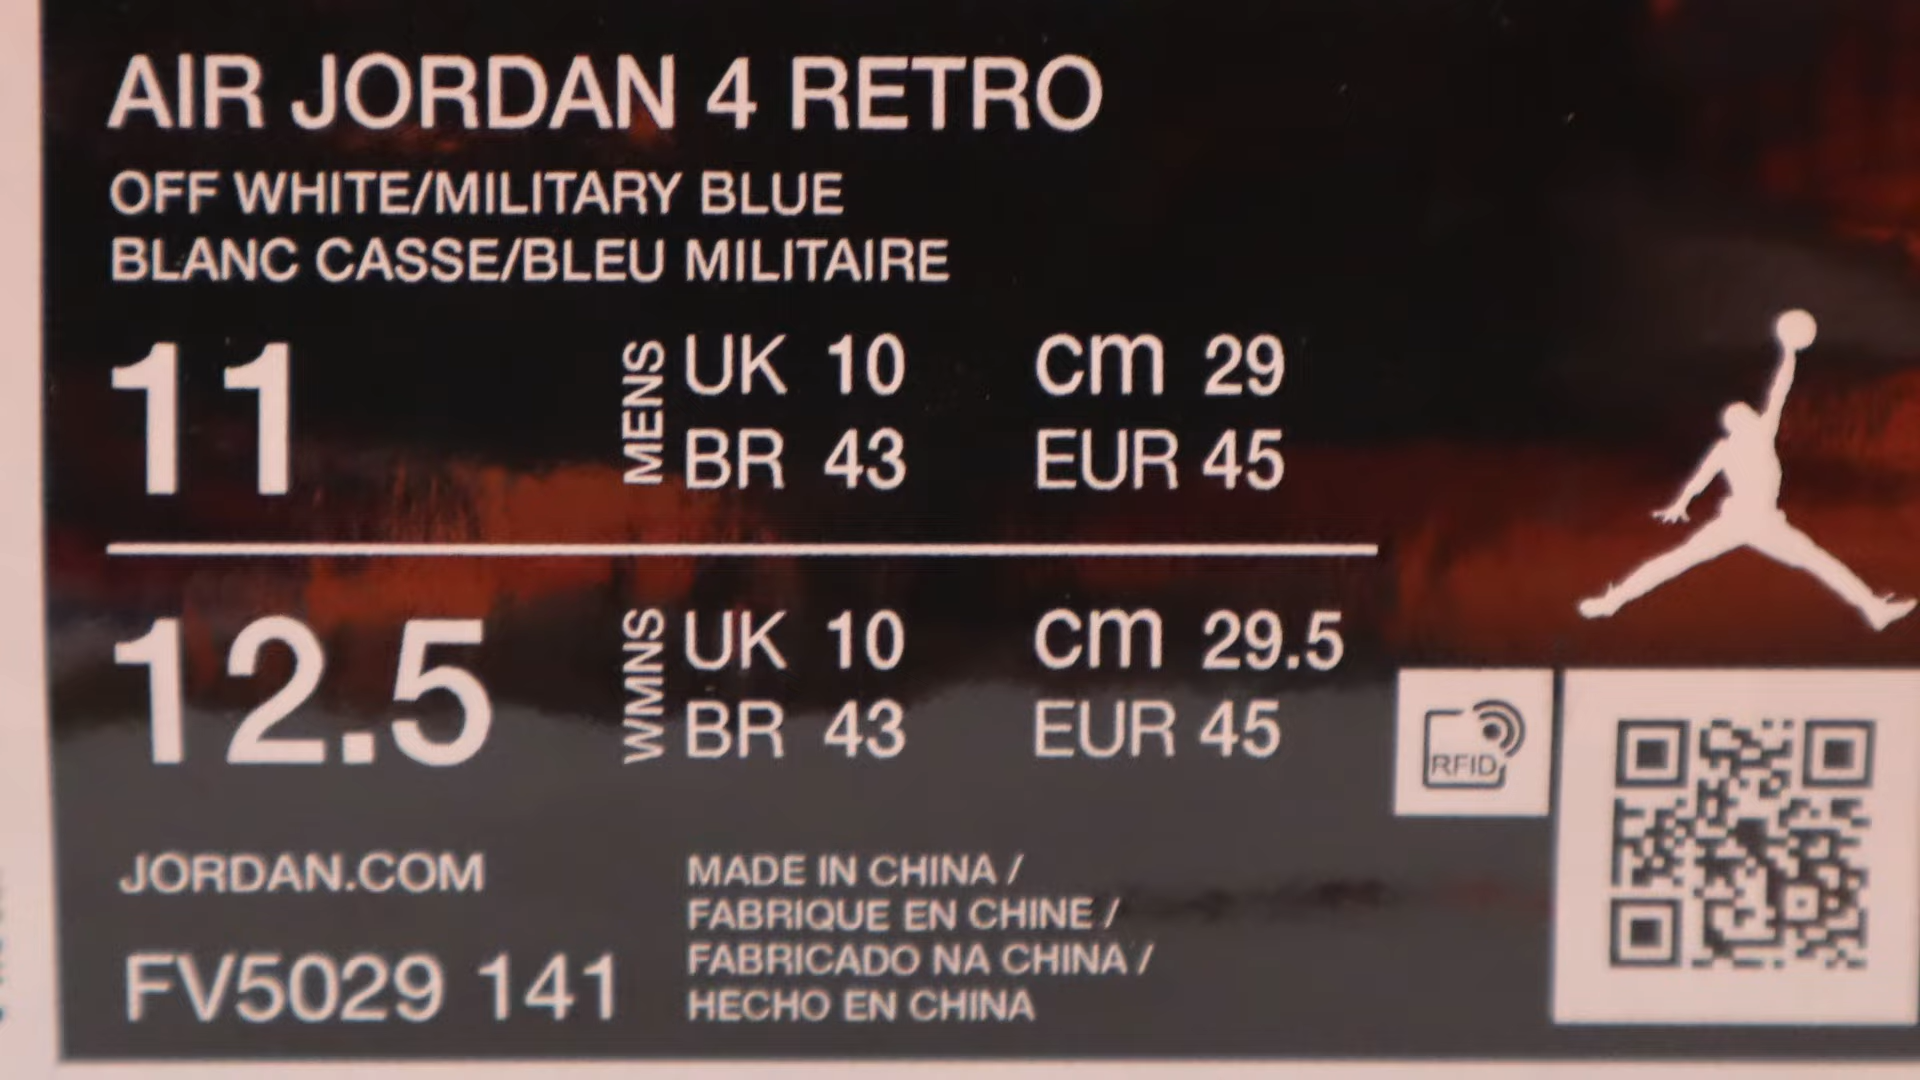 AIR JORDAN 4 RETRO
OFF WHITE/MILITARY BLUE
BLANC CASSE/BLEU MILITAIRE
11 MENS UK 10 cm 29
BR 43 EUR 45
12.5 WMNS UK 10 cm 29.5
BR 43 EUR 45
RFID
JORDAN.COM
FV5029 141
MADE IN CHINA /
FABRIQUE EN CHINE /
FABRICADO NA CHINA /
HECHO EN CHINA